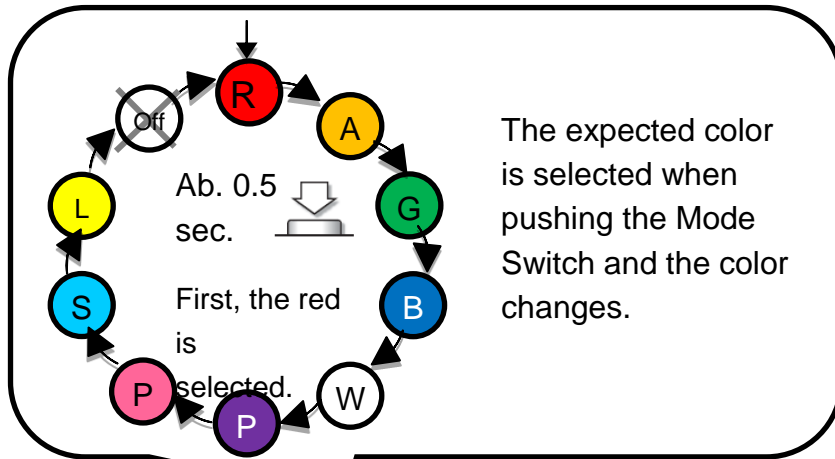 R
Off
A
L
G
Ab. 0.5
sec.
S
B
First, the red
is
selected.
P
W
P
The expected color
is selected when
pushing the Mode
Switch and the color
changes.